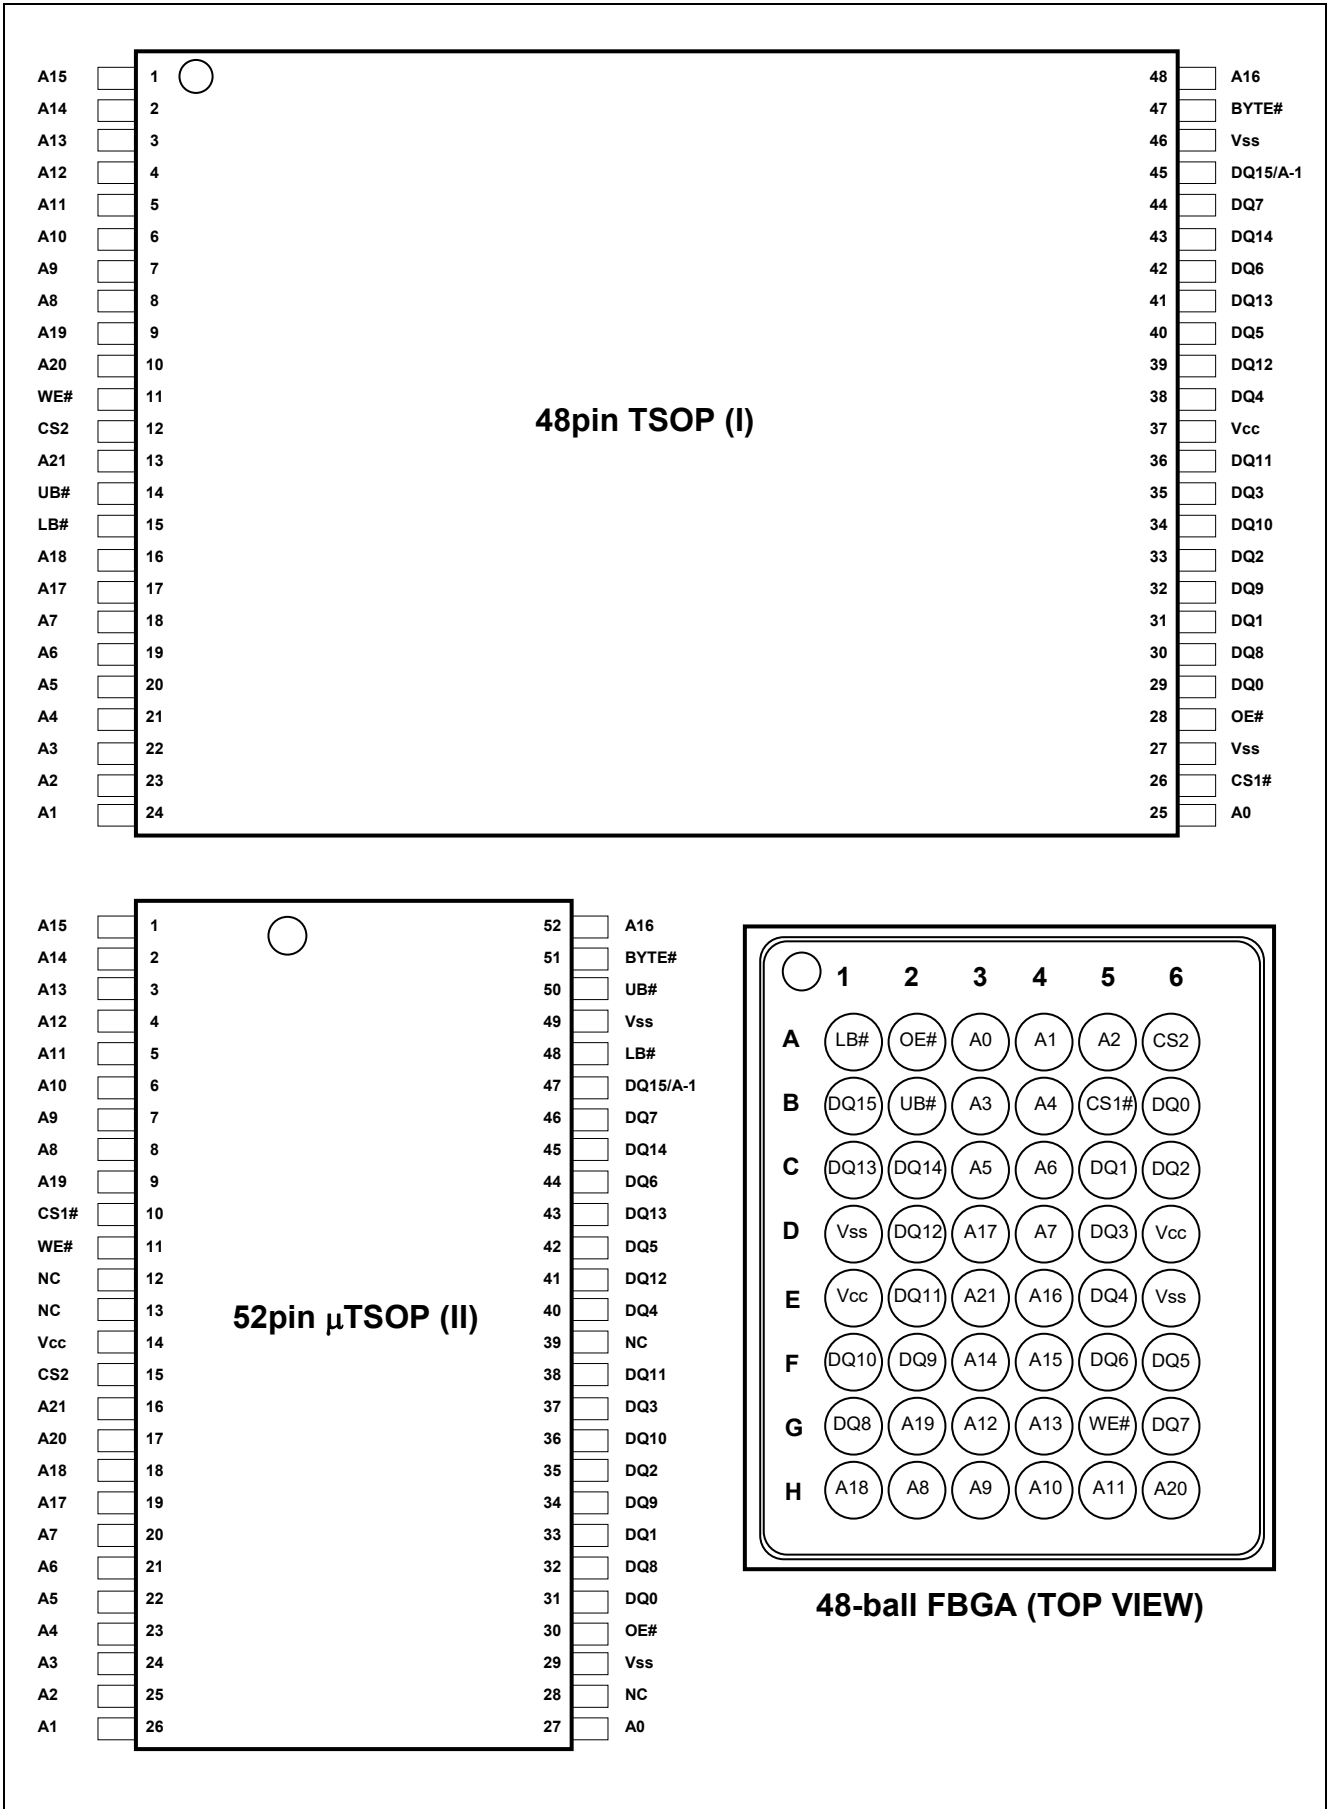 A15 1 48 A16
A14 2 47 BYTE#
A13 3 46 Vss
A12 4 45 DQ15/A-1
A11 5 44 DQ7
A10 6 43 DQ14
A9 7 42 DQ6
A8 8 41 DQ13
A19 9 40 DQ5
A20 10 39 DQ12
WE# 11 38 DQ4
CS2 12 37 Vcc
A21 13 36 DQ11
UB# 14 35 DQ3
LB# 15 34 DQ10
A18 16 33 DQ2
A17 17 32 DQ9
A7 18 31 DQ1
A6 19 30 DQ8
A5 20 29 DQ0
A4 21 28 OE#
A3 22 27 Vss
A2 23 26 CS1#
A1 24 25 A0
48pin TSOP (I)
A15 1 52 A16
A14 2 51 BYTE#
A13 3 50 UB#
A12 4 49 Vss
A11 5 48 LB#
A10 6 47 DQ15/A-1
A9 7 46 DQ7
A8 8 45 DQ14
A19 9 44 DQ6
CS1# 10 43 DQ13
WE# 11 42 DQ5
NC 12 41 DQ12
NC 13 40 DQ4
Vcc 14 39 NC
CS2 15 38 DQ11
A21 16 37 DQ3
A20 17 36 DQ10
A18 18 35 DQ2
A17 19 34 DQ9
A7 20 33 DQ1
A6 21 32 DQ8
A5 22 31 DQ0
A4 23 30 OE#
A3 24 29 Vss
A2 25 28 NC
A1 26 27 A0
52pin μTSOP (II)
1 2 3 4 5 6
A LB# OE# A0 A1 A2 CS2
B DQ15 UB# A3 A4 CS1# DQ0
C DQ13 DQ14 A5 A6 DQ1 DQ2
D Vss DQ12 A17 A7 DQ3 Vcc
E Vcc DQ11 A21 A16 DQ4 Vss
F DQ10 DQ9 A14 A15 DQ6 DQ5
G DQ8 A19 A12 A13 WE# DQ7
H A18 A8 A9 A10 A11 A20
48-ball FBGA (TOP VIEW)